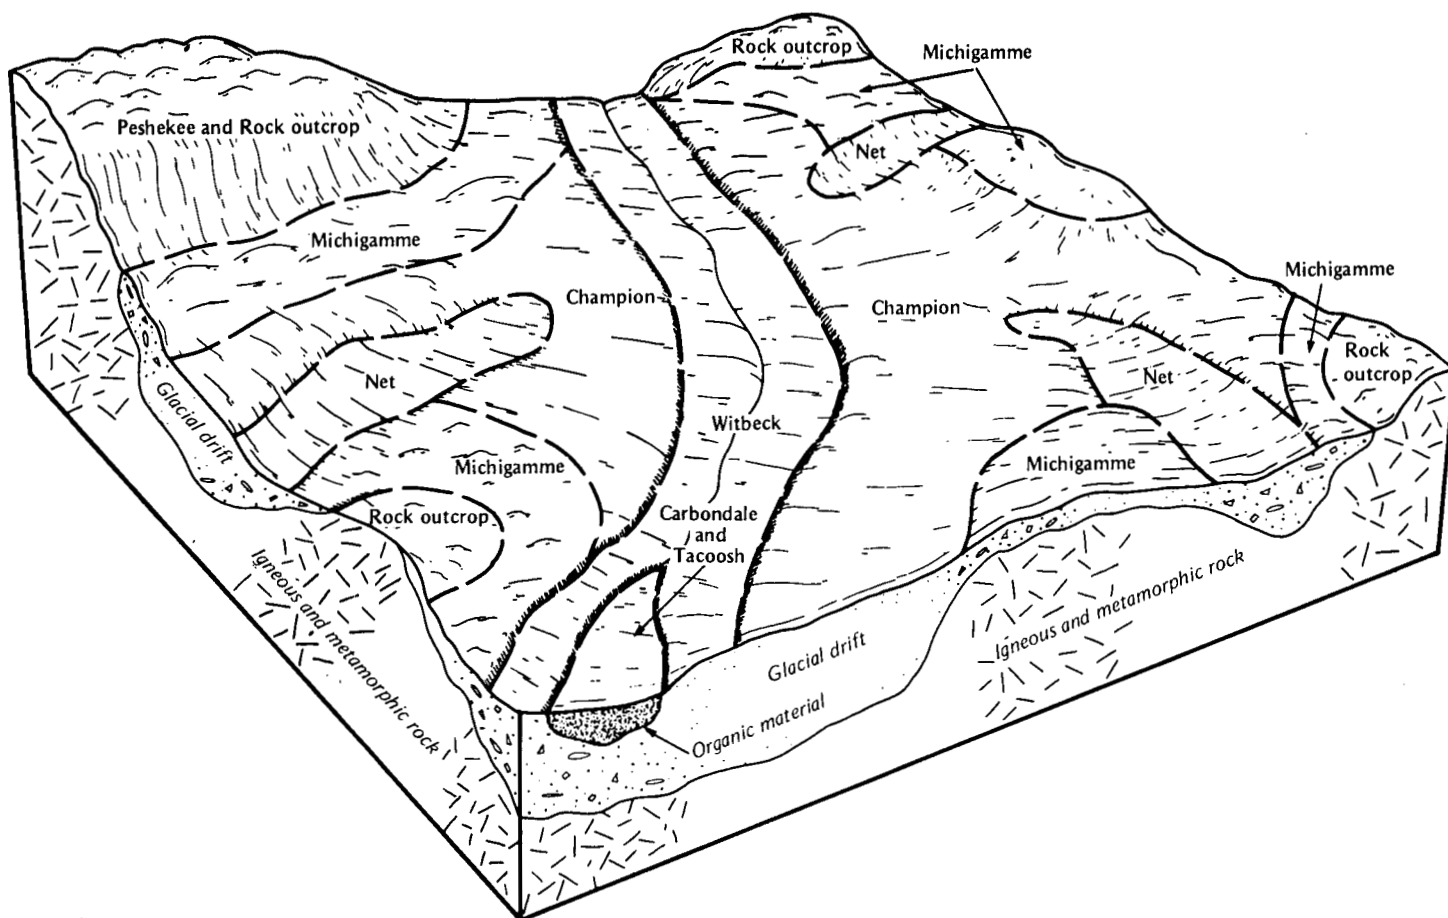 Rock outcrop
Michigamme
Peshekee and Rock outcrop
Net
Michigamme
Michigamme
Champion
Champion
Rock
outcrop
Net
Net
Glacial drift
Witbeck
Michigamme
Michigamme
Rock outcrop
Carbondale
and
Tacoosh
Igneous and metamorphic rock
Igneous and metamorphic rock
Glacial drift
Organic material